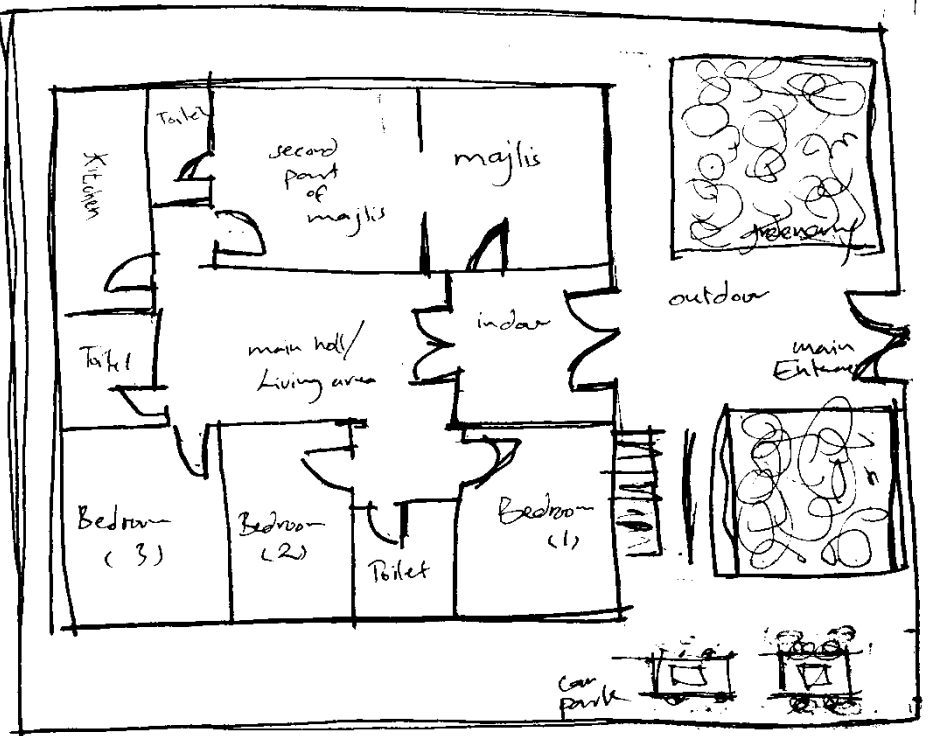 Toilet
Kitchen
second
part
of
majlis
majlis
greenery
outdoor
indoor
main hall/
Living area
main
Entrance
Toilet
Bedroom
(3)
Bedroom
(2)
Toilet
Bedroom
(1)
car
park